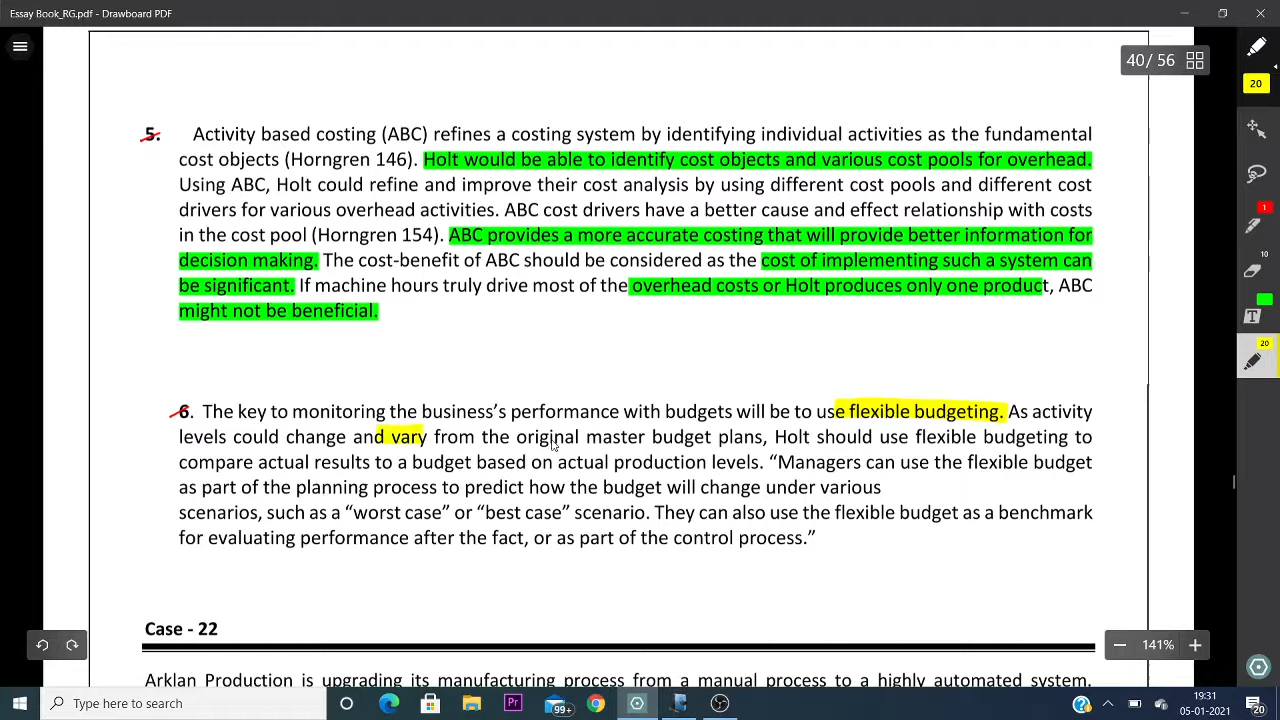 Essay Book_RG.pdf - Drawboard PDF
40/ 56
20
5. Activity based costing (ABC) refines a costing system by identifying individual activities as the fundamental
cost objects (Horngren 146). Holt would be able to identify cost objects and various cost pools for overhead.
Using ABC, Holt could refine and improve their cost analysis by using different cost pools and different cost
drivers for various overhead activities. ABC cost drivers have a better cause and effect relationship with costs
in the cost pool (Horngren 154). ABC provides a more accurate costing that will provide better information for
decision making. The cost-benefit of ABC should be considered as the cost of implementing such a system can
be significant. If machine hours truly drive most of the overhead costs or Holt produces only one product, ABC
might not be beneficial.
1
10
T
20
6. The key to monitoring the business's performance with budgets will be to use flexible budgeting. As activity
levels could change and vary from the original master budget plans, Holt should use flexible budgeting to
compare actual results to a budget based on actual production levels. “Managers can use the flexible budget
as part of the planning process to predict how the budget will change under various
scenarios, such as a “worst case” or “best case” scenario. They can also use the flexible budget as a benchmark
for evaluating performance after the fact, or as part of the control process.”
Case - 22
141%
Arklan Production is upgrading its manufacturing process from a manual process to a highly automated system.
Type here to search
Pr
99+
19:31
05-01-2021
20